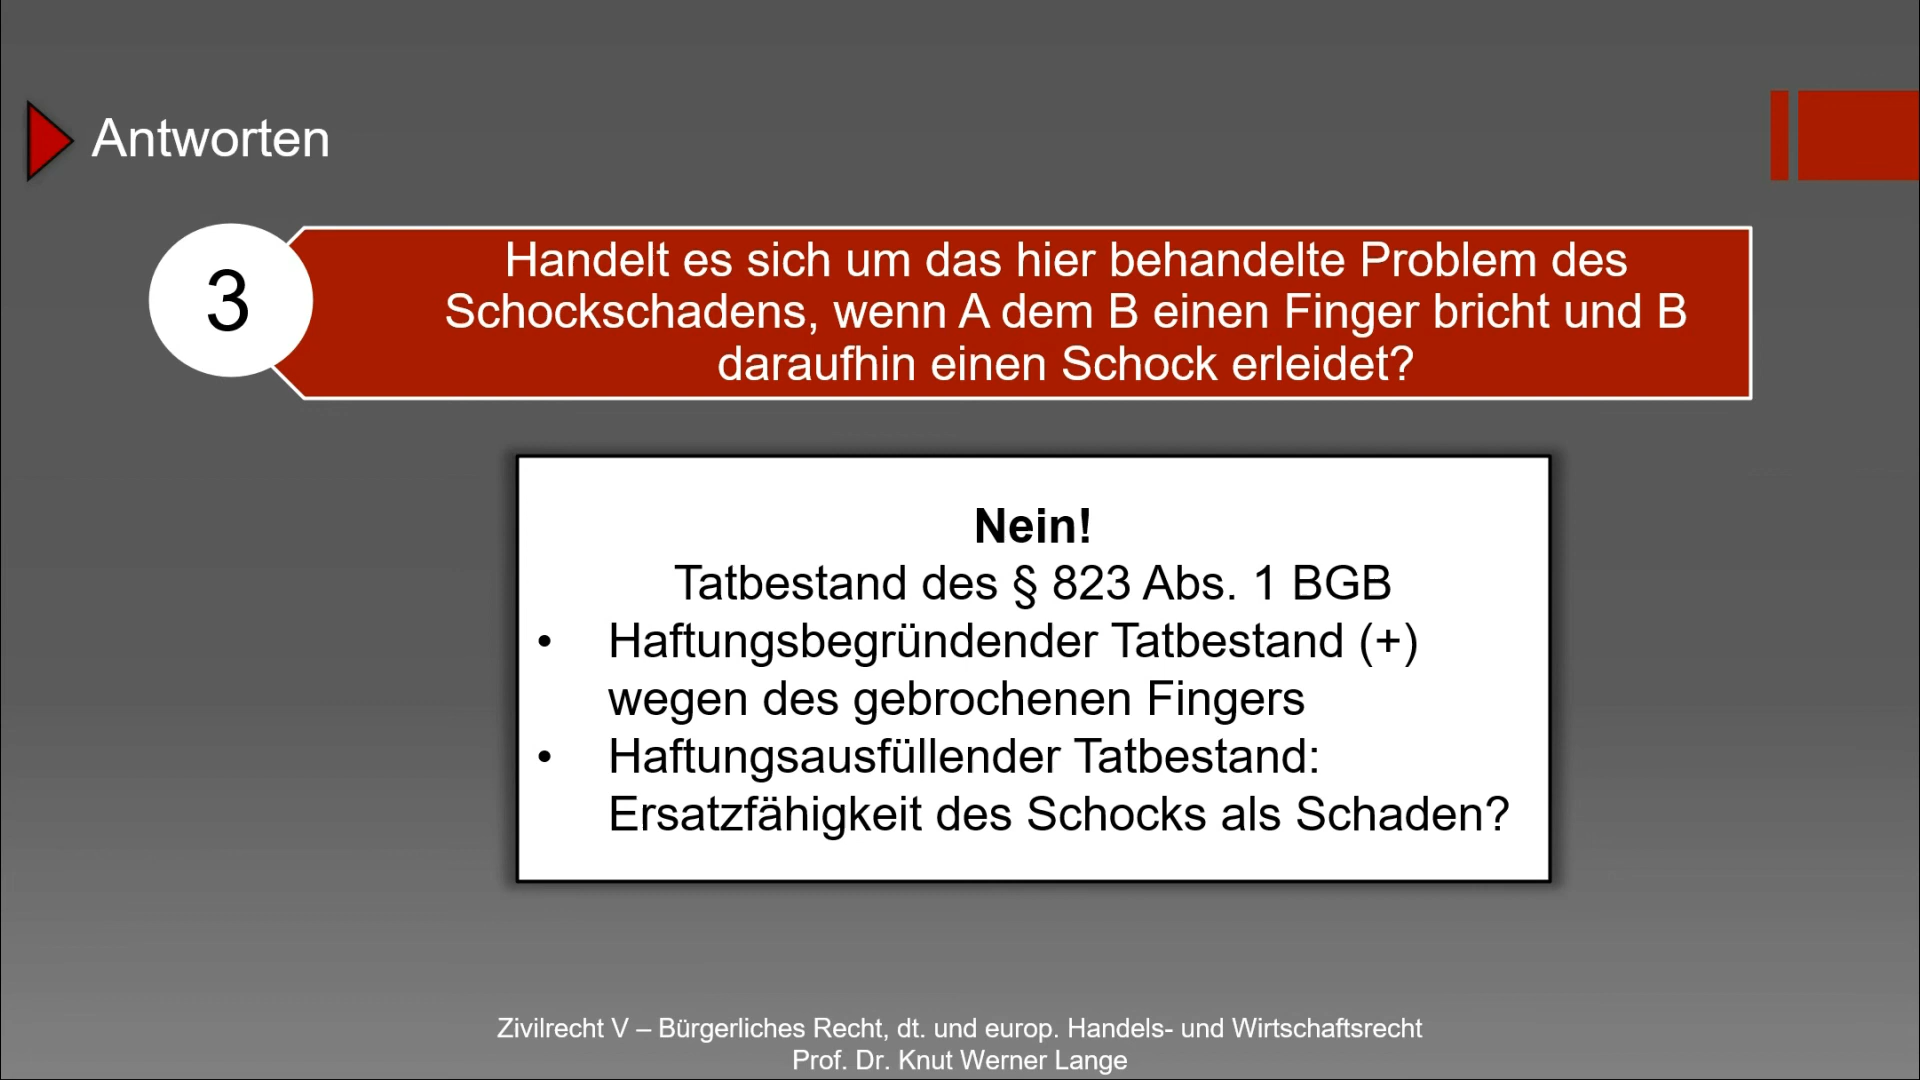 Antworten
3
Handelt es sich um das hier behandelte Problem des
Schockschadens, wenn A dem B einen Finger bricht und B
daraufhin einen Schock erleidet?
Nein!
Tatbestand des § 823 Abs. 1 BGB
• Haftungsbegründender Tatbestand (+)
wegen des gebrochenen Fingers
• Haftungsausfüllender Tatbestand:
Ersatzfähigkeit des Schocks als Schaden?
Zivilrecht V – Bürgerliches Recht, dt. und europ. Handels- und Wirtschaftsrecht
Prof. Dr. Knut Werner Lange